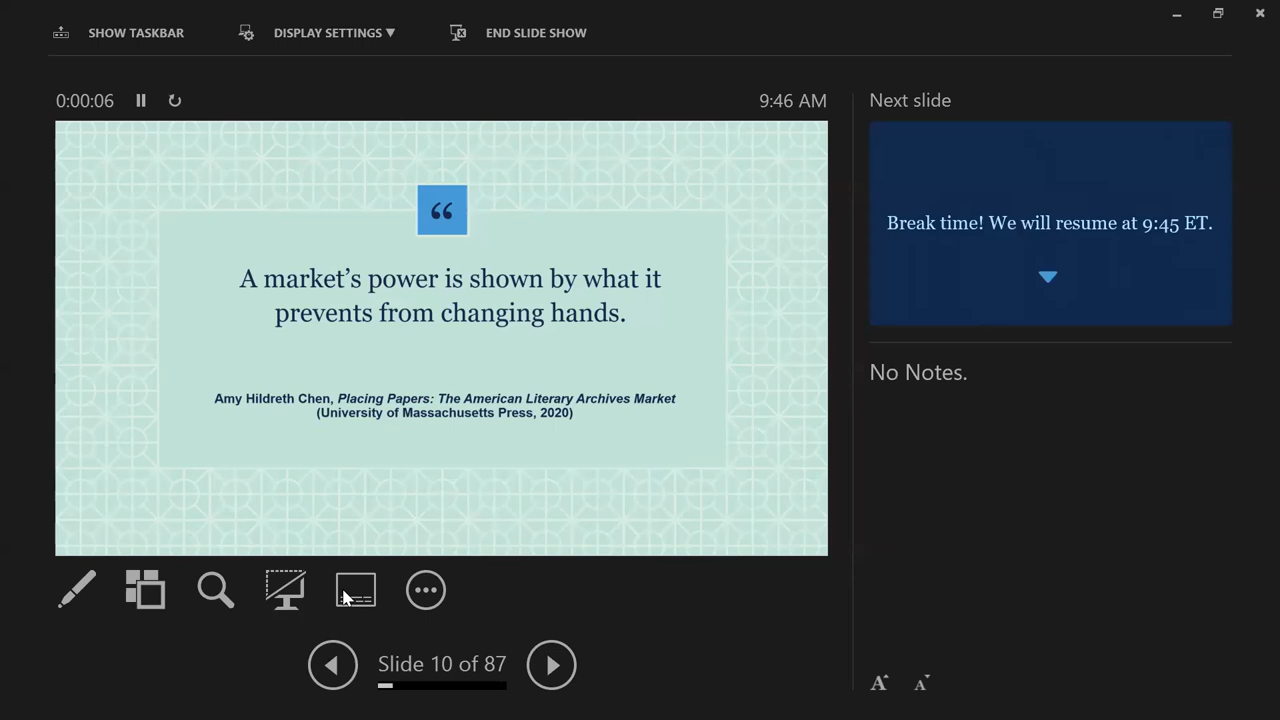 SHOW TASKBAR
DISPLAY SETTINGS ▼
END SLIDE SHOW
0:00:06
9:46 AM
Next slide
“
A market’s power is shown by what it
prevents from changing hands.
Amy Hildreth Chen, Placing Papers: The American Literary Archives Market
(University of Massachusetts Press, 2020)
Break time! We will resume at 9:45 ET.
No Notes.
Slide 10 of 87
A A